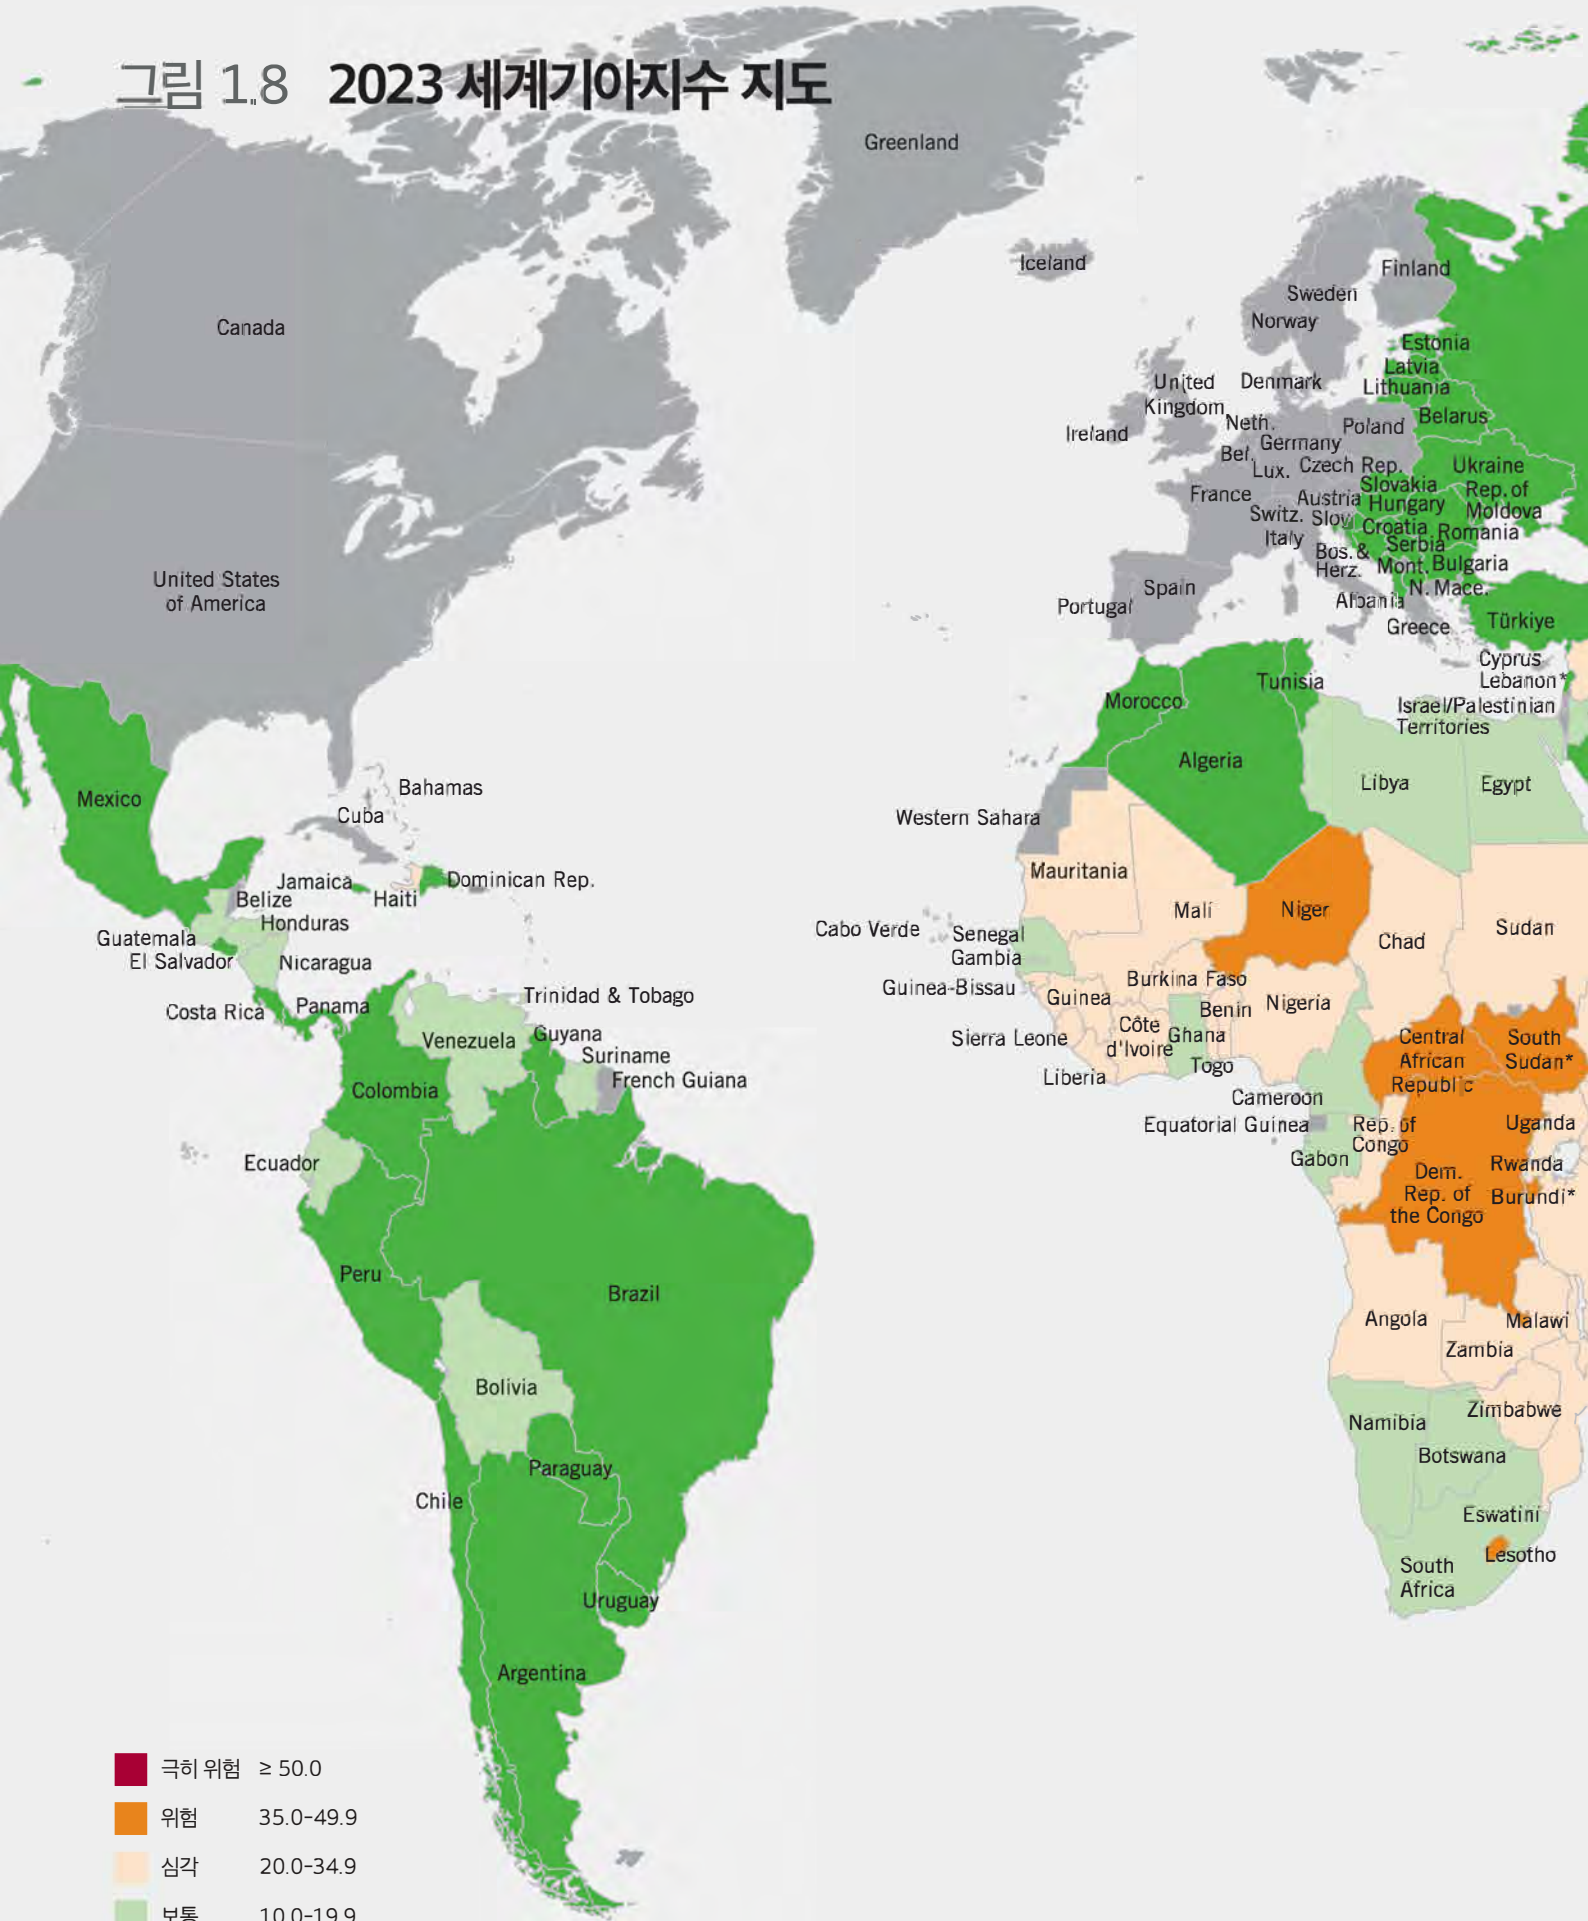 그림 1.8 2023 세계기아지수 지도
Greenland
Iceland
Finland
Sweden
Norway
Canada
Estonia
Latvia
Lithuania
United
Kingdom
Denmark
Belarus
Neth.
Poland
Ireland
Germany
Bel.
Lux.
Czech Rep.
Ukraine
Slovakia
France
Austria
Hungary
Rep. of
Moldova
Switz.
Slov
Croatia
Romania
Italy
Serbia
Bos. &
Herz.
Mont.
Bulgaria
United States
of America
Spain
N. Mace.
Portugal
Albania
Greece
Türkiye
Cyprus
Lebanon*
Israel/Palestinian
Territories
Tunisia
Morocco
Algeria
Libya
Egypt
Mexico
Bahamas
Cuba
Western Sahara
Mauritania
Jamaica
Haiti
Dominican Rep.
Belize
Honduras
Guatemala
El Salvador
Nicaragua
Mali
Niger
Chad
Sudan
Cabo Verde
Senegal
Gambia
Guinea-Bissau
Guinea
Burkina Faso
Benin
Nigeria
Costa Rica
Panama
Trinidad & Tobago
Venezuela
Guyana
Suriname
French Guiana
Sierra Leone
Côte
d'Ivoire
Ghana
Togo
Liberia
Central
African
Republic
South
Sudan*
Colombia
Cameroon
Equatorial Guinea
Rep. of
Congo
Uganda
Ecuador
Gabon
Dem.
Rep. of
the Congo
Rwanda
Burundi*
Peru
Brazil
Angola
Malawi
Zambia
Bolivia
Namibia
Zimbabwe
Botswana
Paraguay
Chile
Eswatini
Lesotho
South
Africa
Uruguay
Argentina
극히 위험 ≥ 50.0
위험 35.0-49.9
심각 20.0-34.9
보통 10.0-19.9